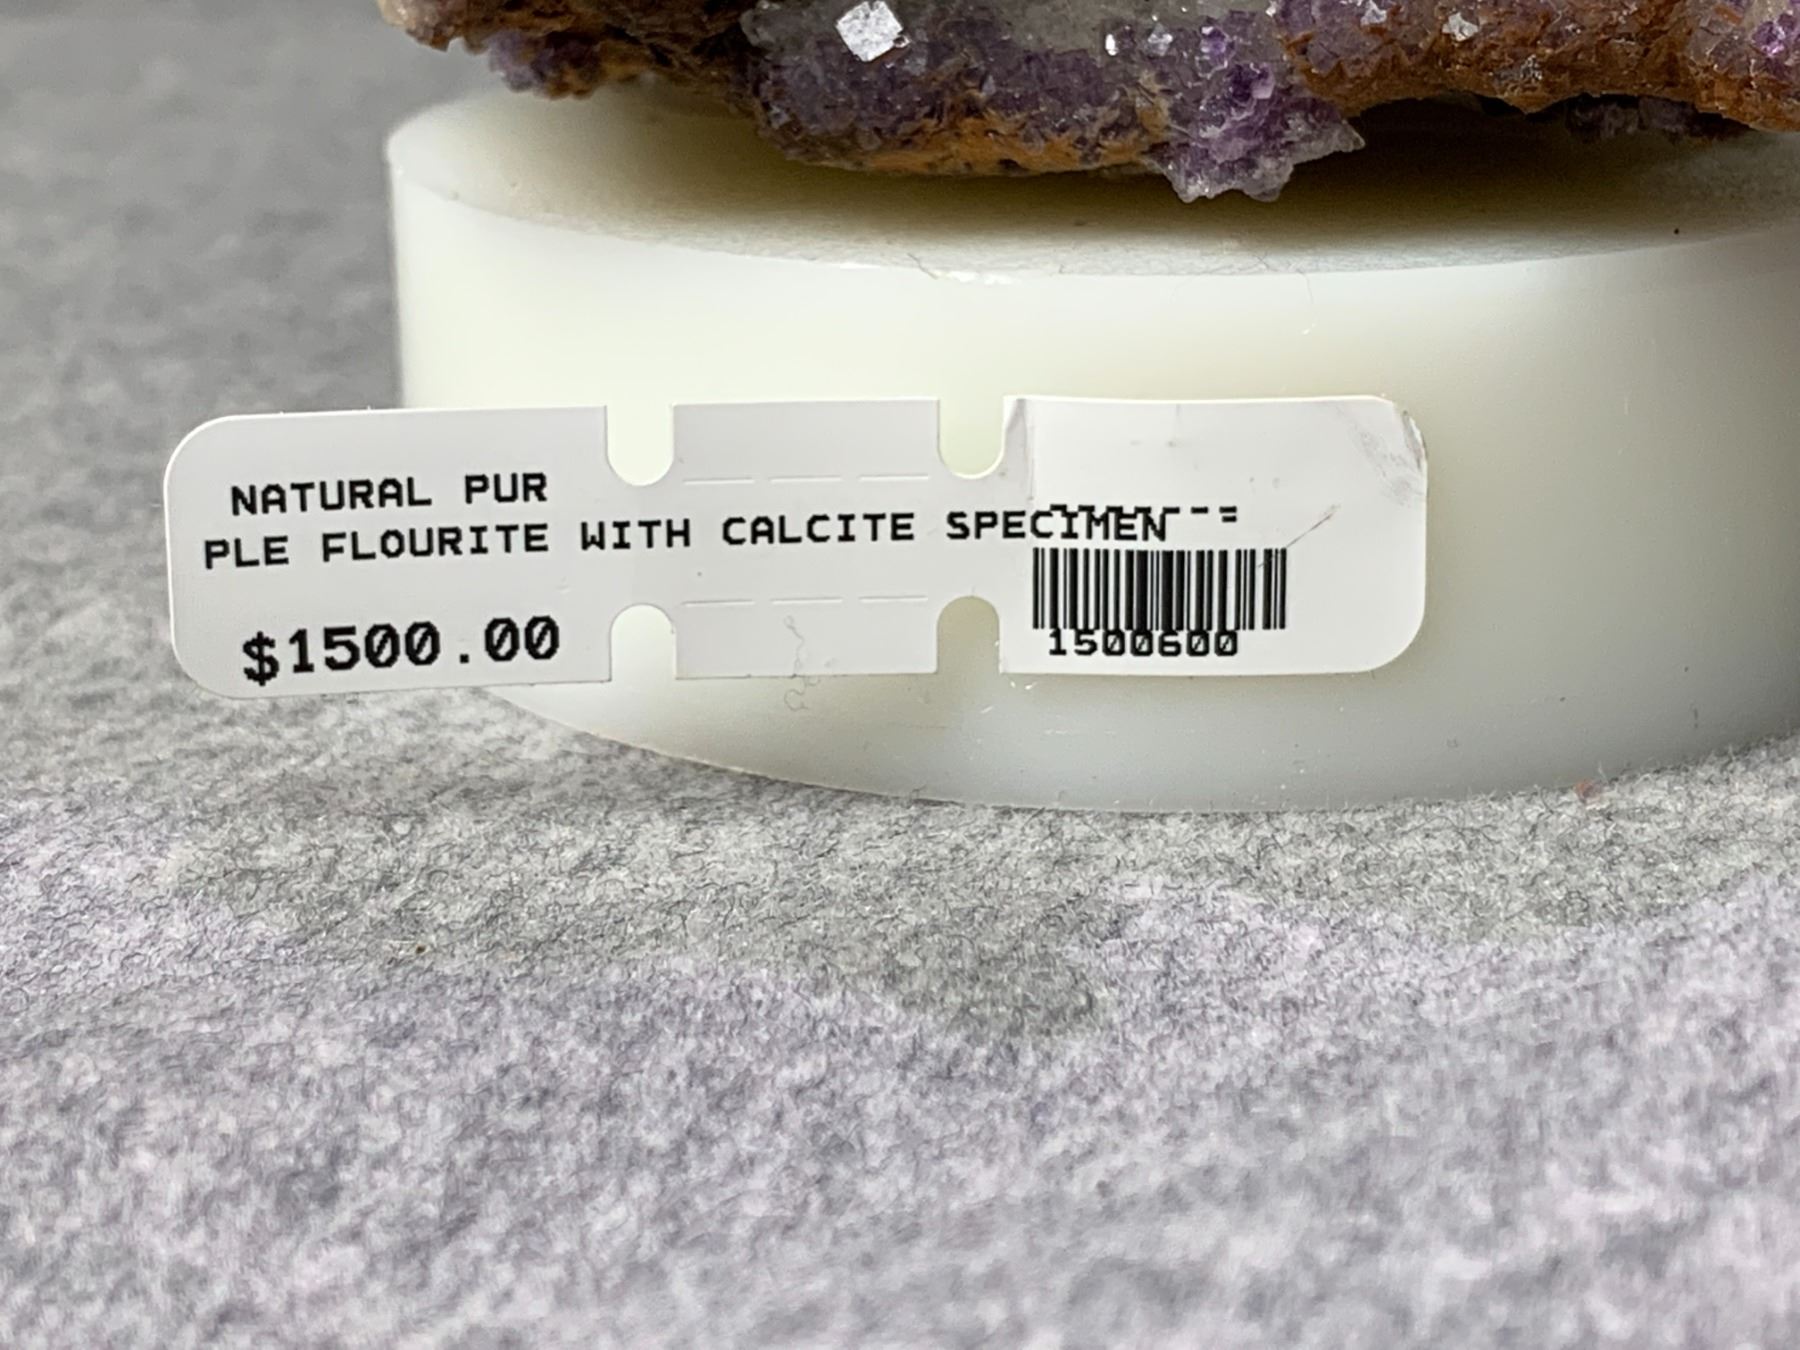 NATURAL PUR
PLE FLOURITE WITH CALCITE SPECIMEN
$1500.00
1500600